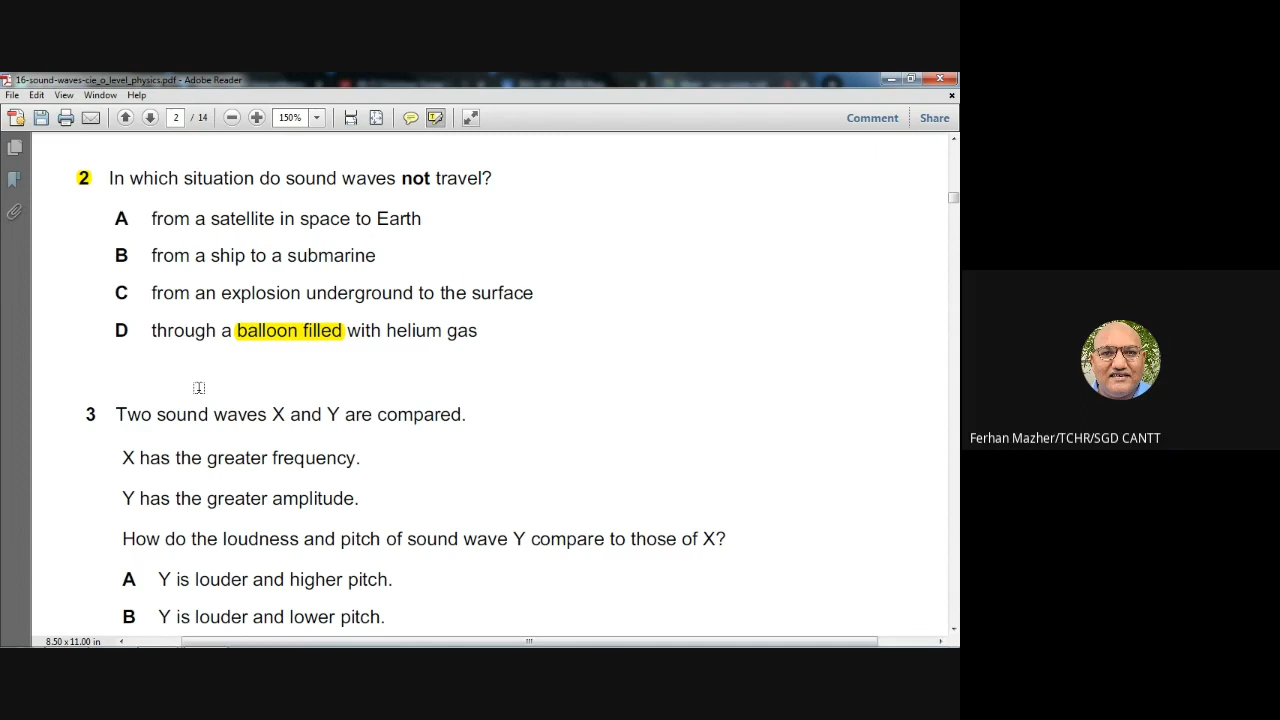 16-sound-waves-cie_o_level_physics.pdf - Adobe Reader
File Edit View Window Help
2 / 14 150% Comment Share
2 In which situation do sound waves not travel?
A from a satellite in space to Earth
B from a ship to a submarine
C from an explosion underground to the surface
D through a balloon filled with helium gas
3 Two sound waves X and Y are compared.
X has the greater frequency.
Y has the greater amplitude.
How do the loudness and pitch of sound wave Y compare to those of X?
A Y is louder and higher pitch.
B Y is louder and lower pitch.
8.50 x 11.00 in
Ferhan Mazher/TCHR/SGD CANTT